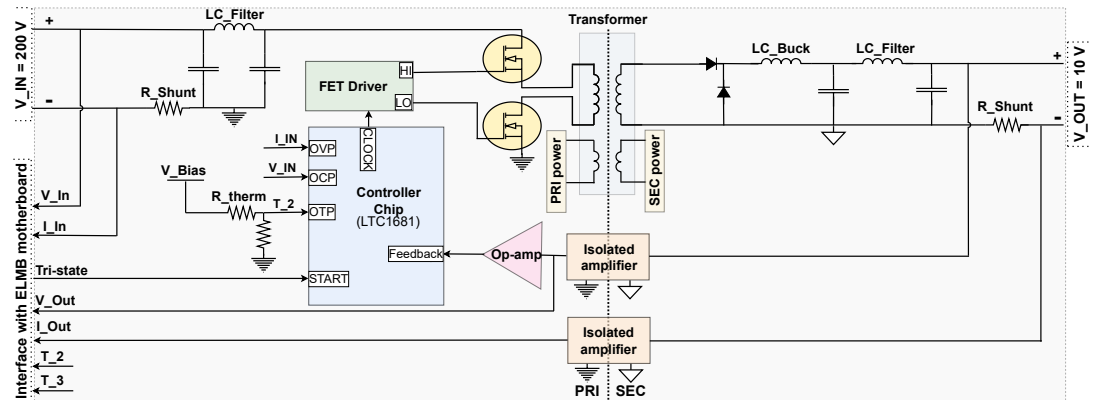 LC_Filter
Transformer
+
V_IN = 200 V
-
R_Shunt
HI
FET Driver
LO
LC_Buck
LC_Filter
+
V_OUT = 10 V
R_Shunt
-
CLOCK
I_IN
OVP
V_IN
OCP
V_Bias
R_therm
T_2
OTP
Controller
Chip
(LTC1681)
PRI power
SEC power
Interface with ELMB motherboard
V_In
I_In
Feedback
Op-amp
Isolated
amplifier
Tri-state
START
V_Out
I_Out
Isolated
amplifier
T_2
T_3
PRI
SEC